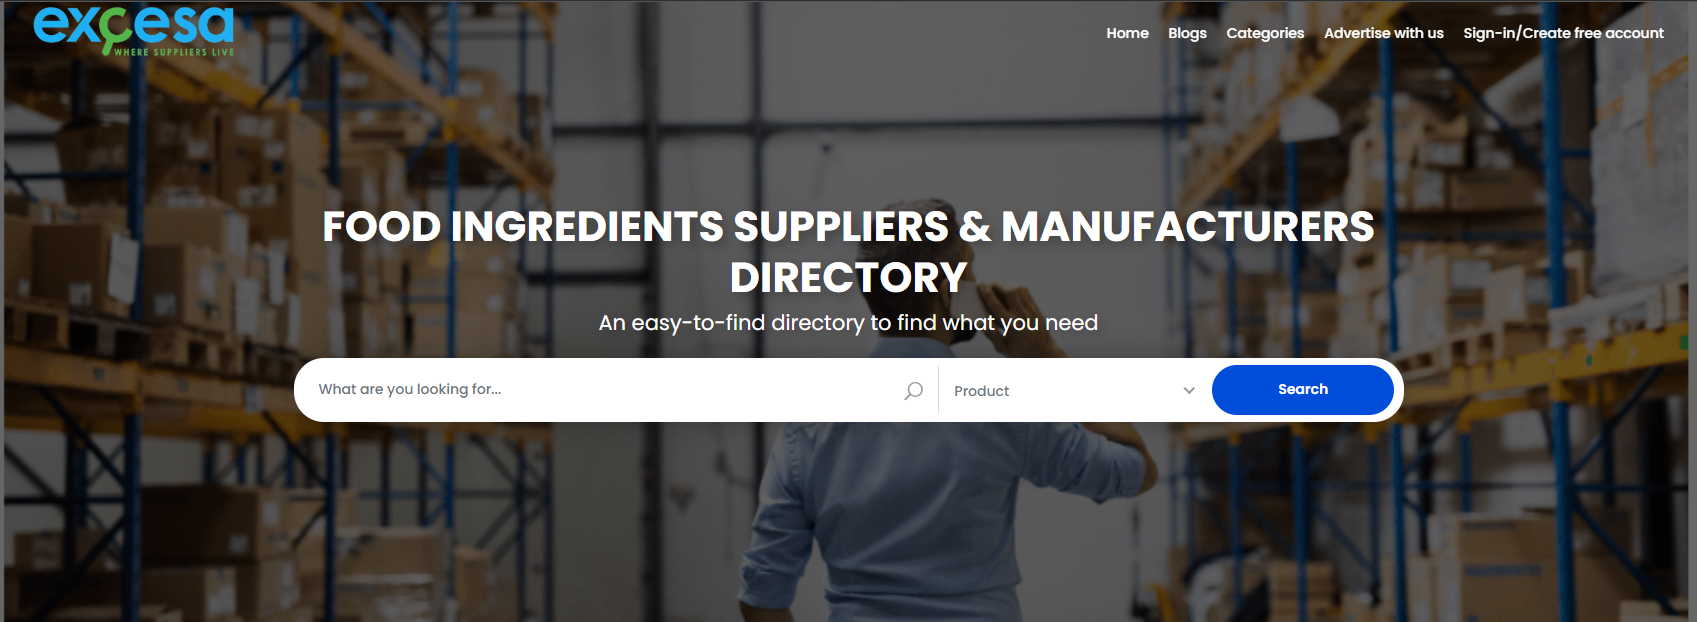 excesa
WHERE SUPPLIERS LIVE
Home Blogs Categories Advertise with us Sign-in/Create free account
FOOD INGREDIENTS SUPPLIERS & MANUFACTURERS
DIRECTORY
An easy-to-find directory to find what you need
What are you looking for... Product Search